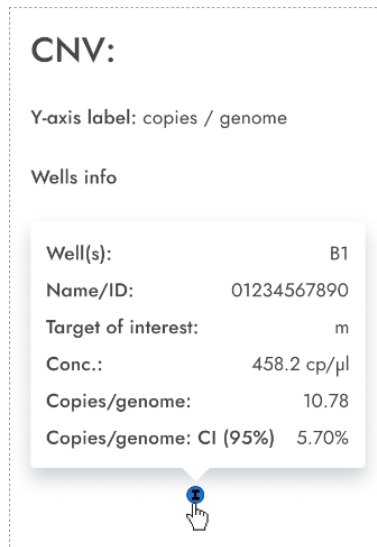 CNV:
Y-axis label: copies / genome
Wells info
Well(s): B1
Name/ID: 01234567890
Target of interest: m
Conc.: 458.2 cp/µl
Copies/genome: 10.78
Copies/genome: CI (95%) 5.70%